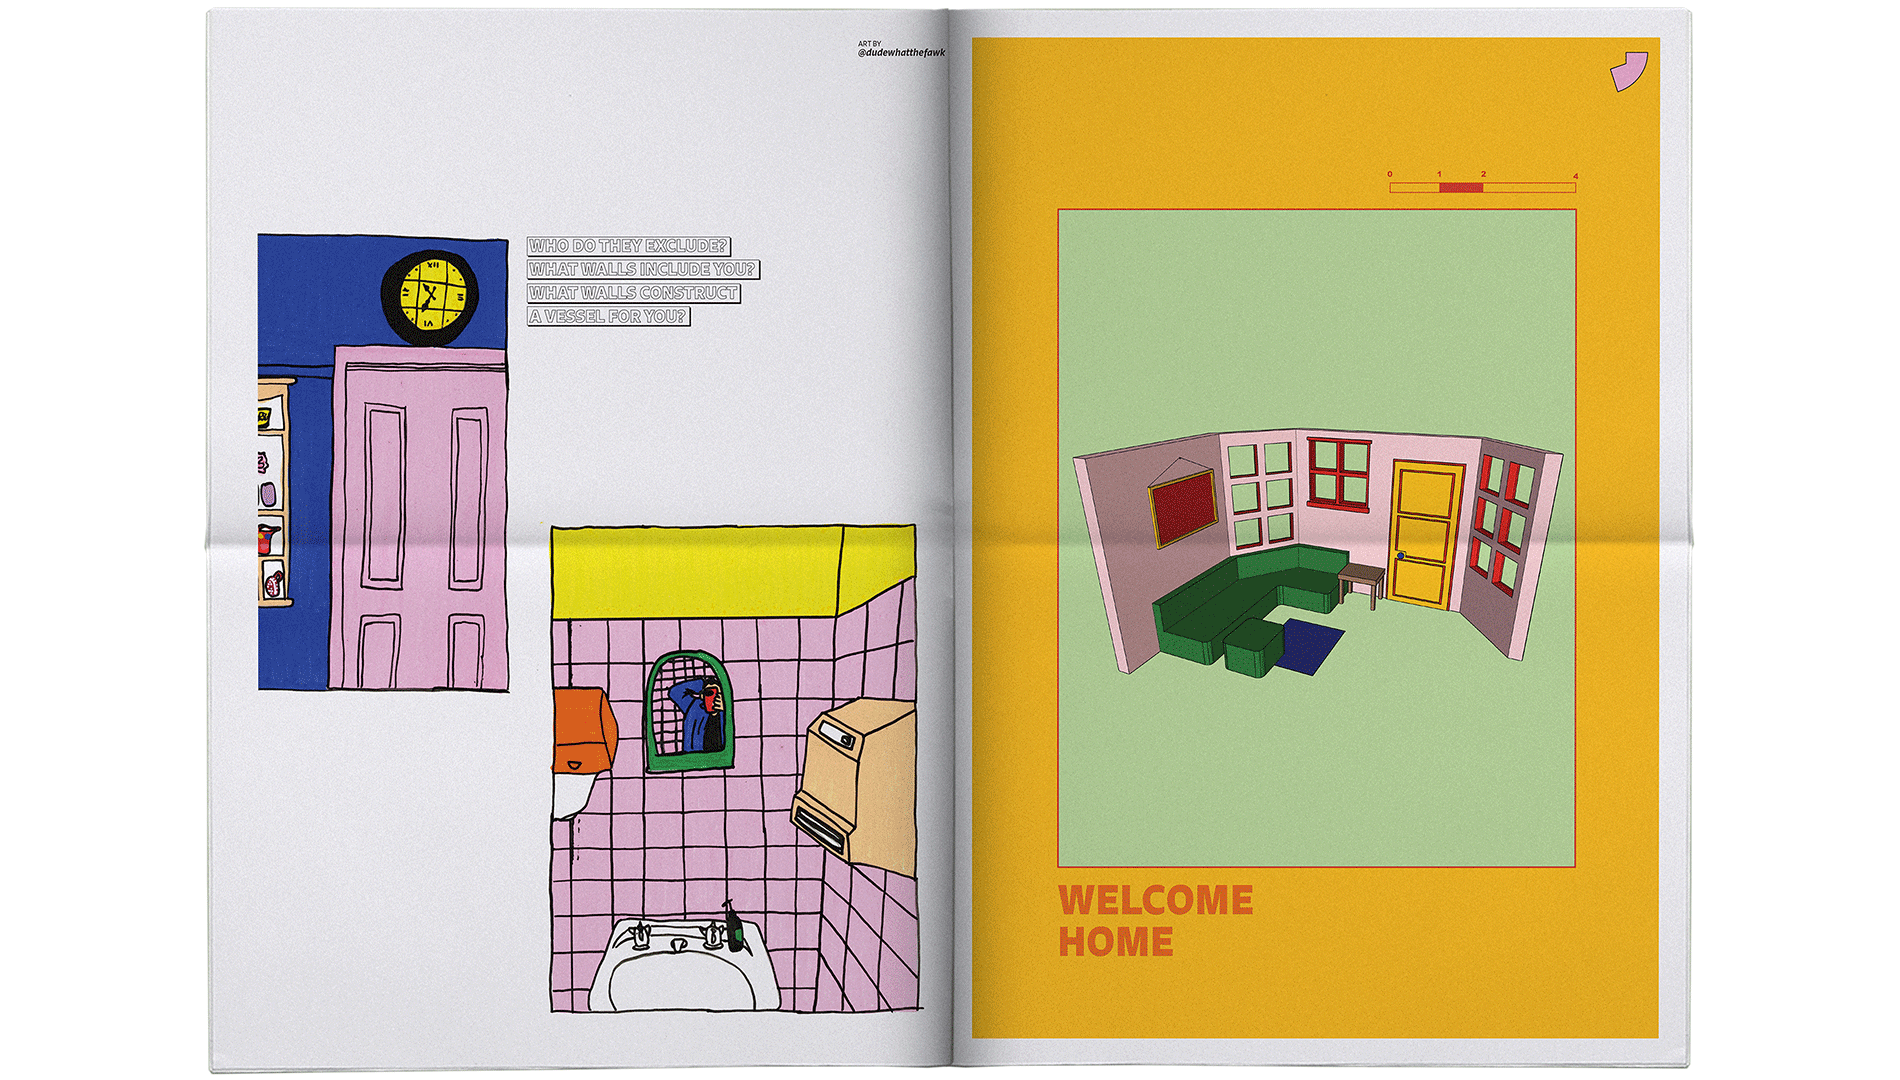 ART BY
@dudewhatthefawk
WHO DO THEY EXCLUDE?
WHAT WALLS INCLUDE YOU?
WHAT WALLS CONSTRUCT
A VESSEL FOR YOU?
0 1 2 4
WELCOME
HOME